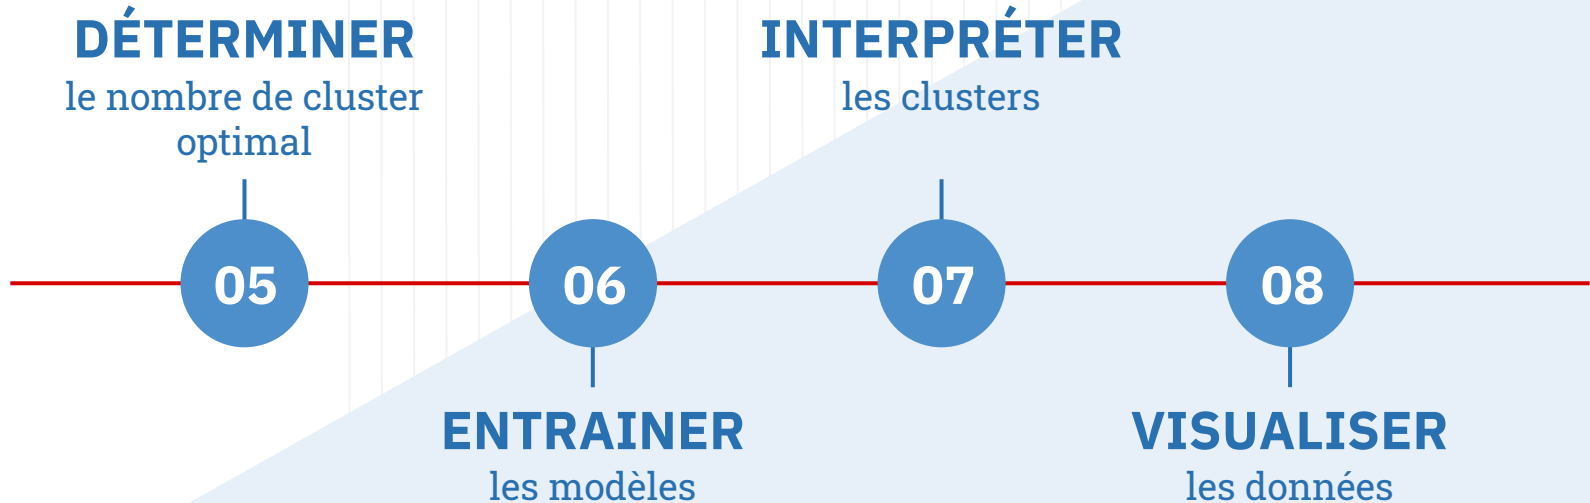 DÉTERMINER
le nombre de cluster
optimal
05
ENTRAINER
les modèles
06
INTERPRÉTER
les clusters
07
VISUALISER
les données
08